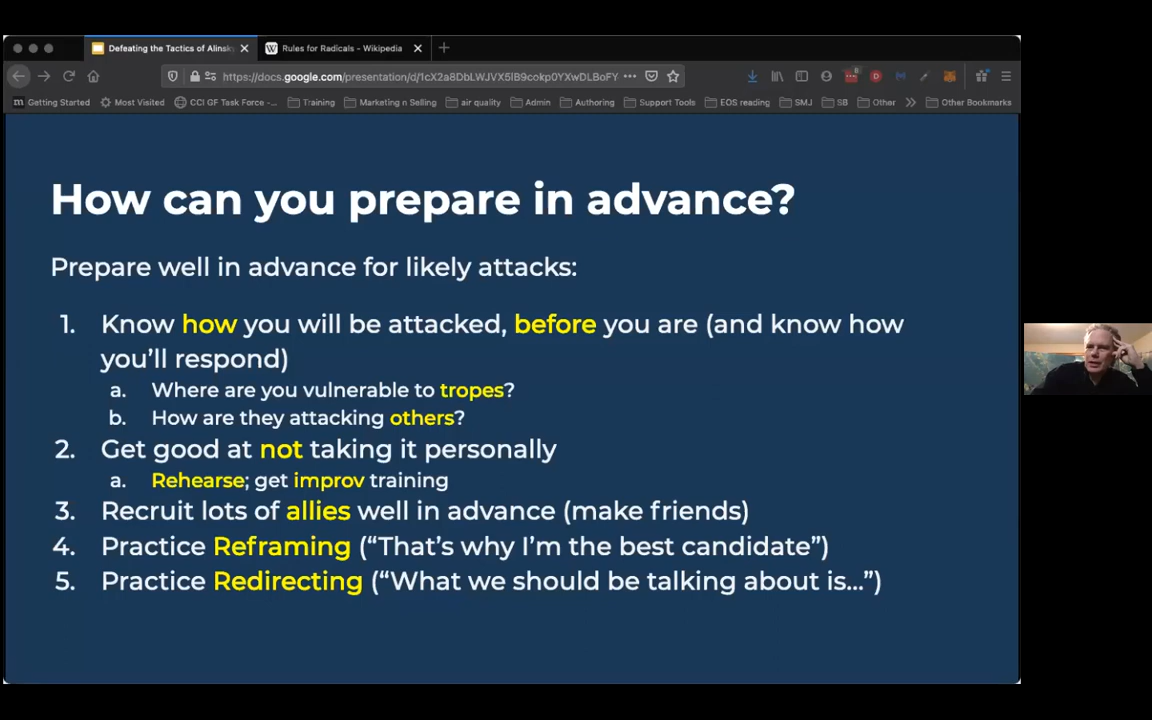 Defeating the Tactics of Alinsky
Rules for Radicals - Wikipedia
https://docs.google.com/presentation/d/1cX2a8DbLWJVX5lB9cokp0YXwDLBoFY
Getting Started Most Visited CCI GF Task Force -... Training Marketing n Selling air quality Admin Authoring Support Tools EOS reading SMJ SB Other Other Bookmarks
How can you prepare in advance?
Prepare well in advance for likely attacks:
1. Know how you will be attacked, before you are (and know how
you’ll respond)
a. Where are you vulnerable to tropes?
b. How are they attacking others?
2. Get good at not taking it personally
a. Rehearse; get improv training
3. Recruit lots of allies well in advance (make friends)
4. Practice Reframing (“That’s why I’m the best candidate”)
5. Practice Redirecting (“What we should be talking about is...”)